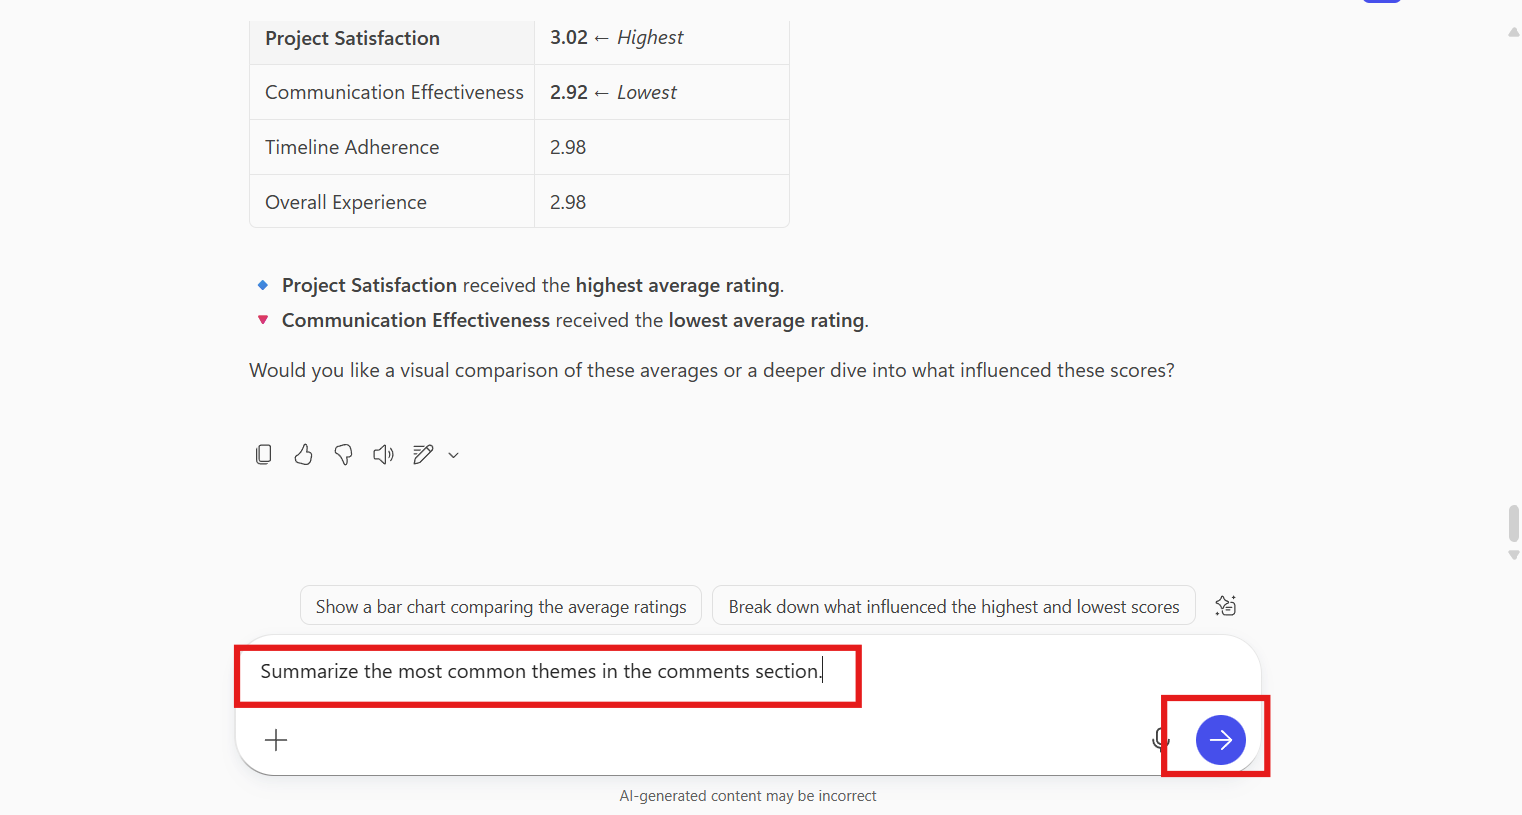 Project Satisfaction 3.02 ← Highest
Communication Effectiveness 2.92 ← Lowest
Timeline Adherence 2.98
Overall Experience 2.98
Project Satisfaction received the highest average rating.
Communication Effectiveness received the lowest average rating.
Would you like a visual comparison of these averages or a deeper dive into what influenced these scores?
Show a bar chart comparing the average ratings
Break down what influenced the highest and lowest scores
Summarize the most common themes in the comments section.
AI-generated content may be incorrect